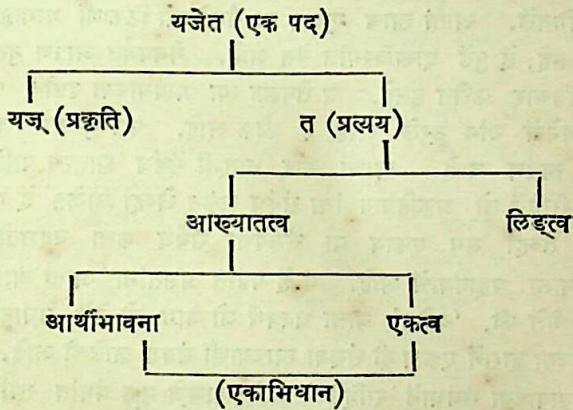 यजेत (एक पद)
यज् (प्रकृति) त (प्रत्यय)
आख्यातत्व लिङ्त्व
आर्थीभावना एकत्व
(एकाभिधान)